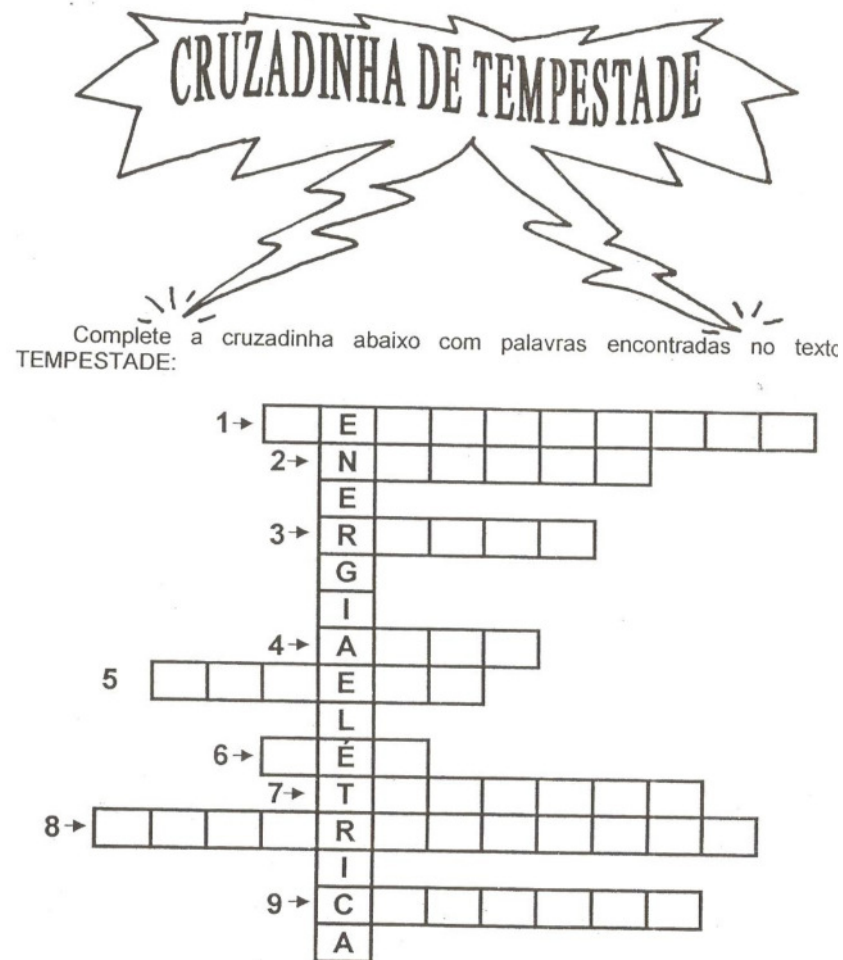 CRUZADINHA DE TEMPESTADE
Complete a cruzadinha abaixo com palavras encontradas no texto
TEMPESTADE:
1→ E
2→ N
E
3→ R
G
I
4→ A
5 E
L
6→ É
7→ T
8→ R
I
9→ C
A